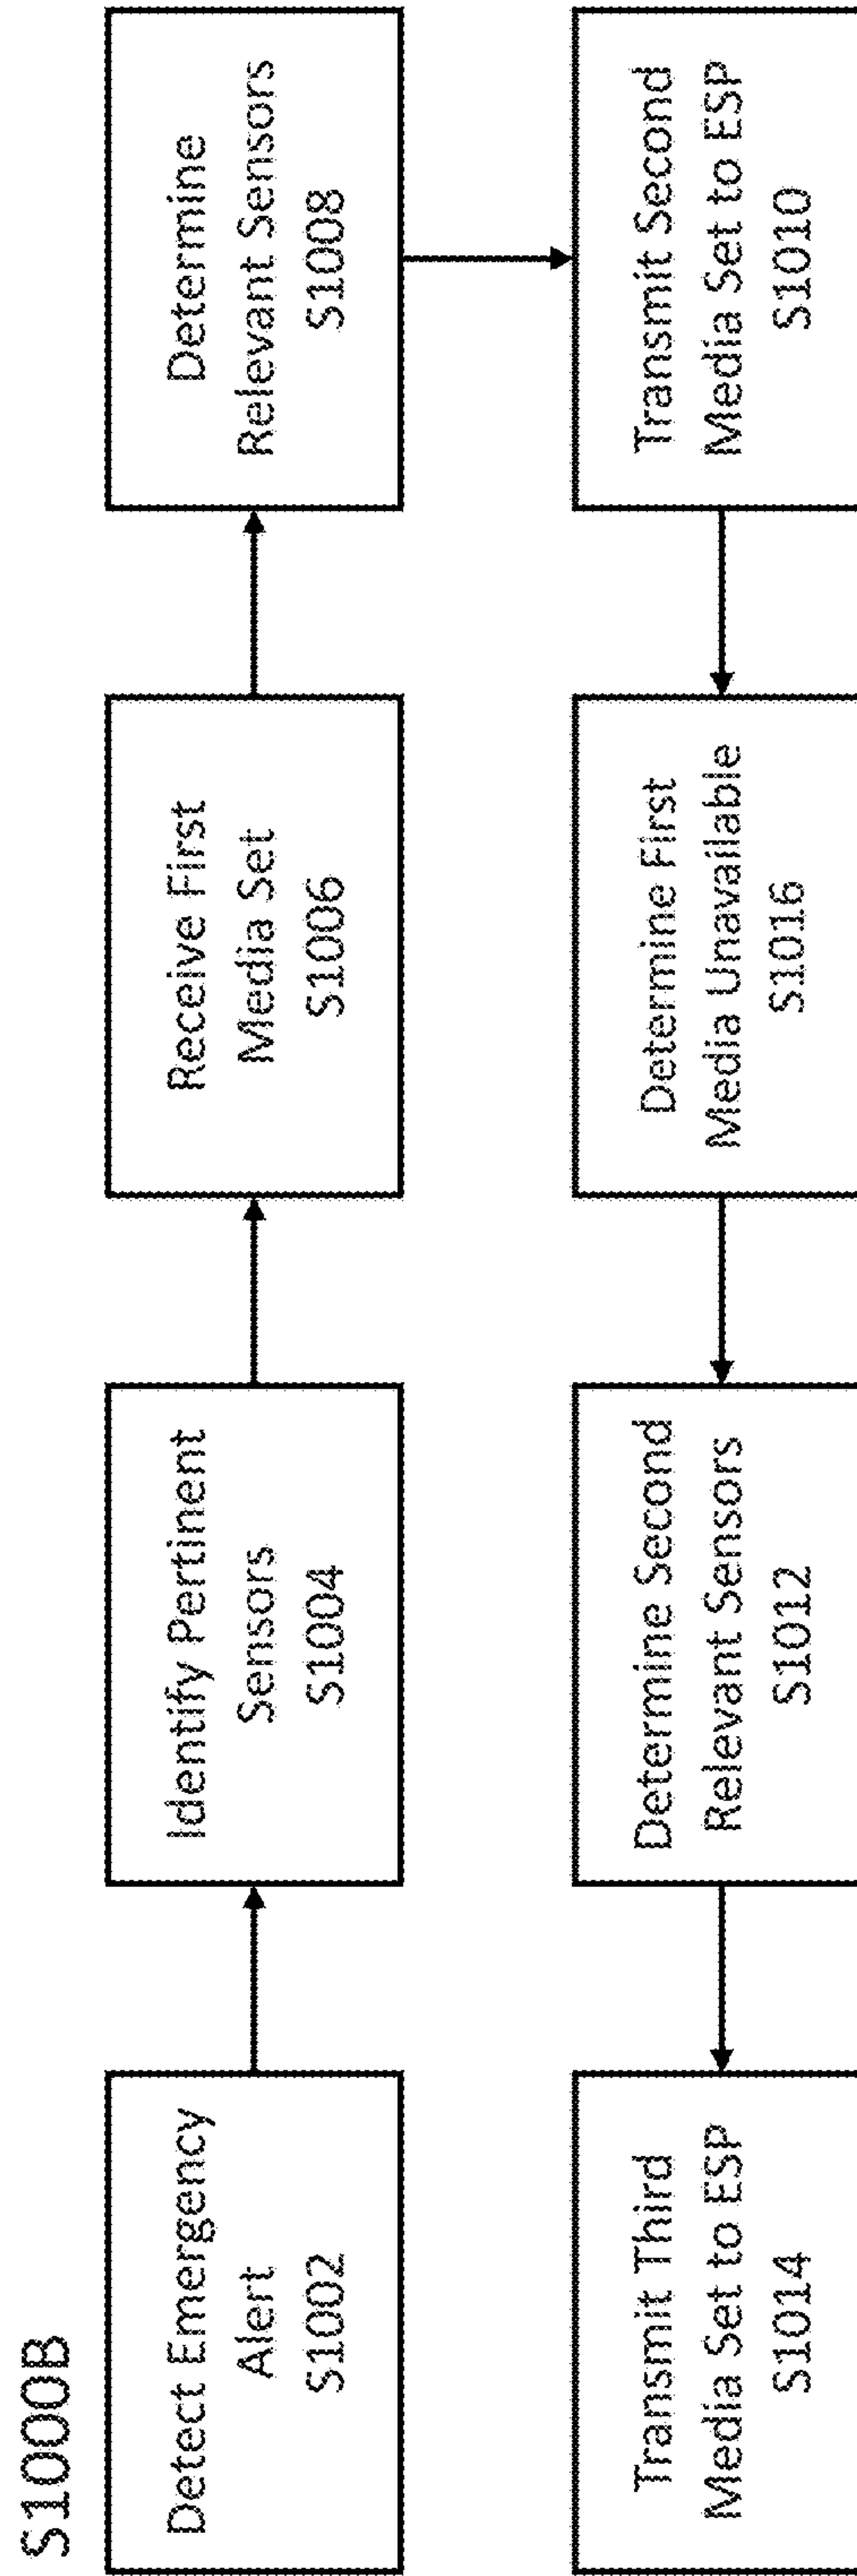 S1000B
Detect Emergency
Alert
S1002
Identify Pertinent
Sensors
S1004
Receive First
Media Set
S1006
Determine
Relevant Sensors
S1008
Transmit Second
Media Set to ESP
S1010
Determine First
Media Unavailable
S1016
Determine Second
Relevant Sensors
S1012
Transmit Third
Media Set to ESP
S1014